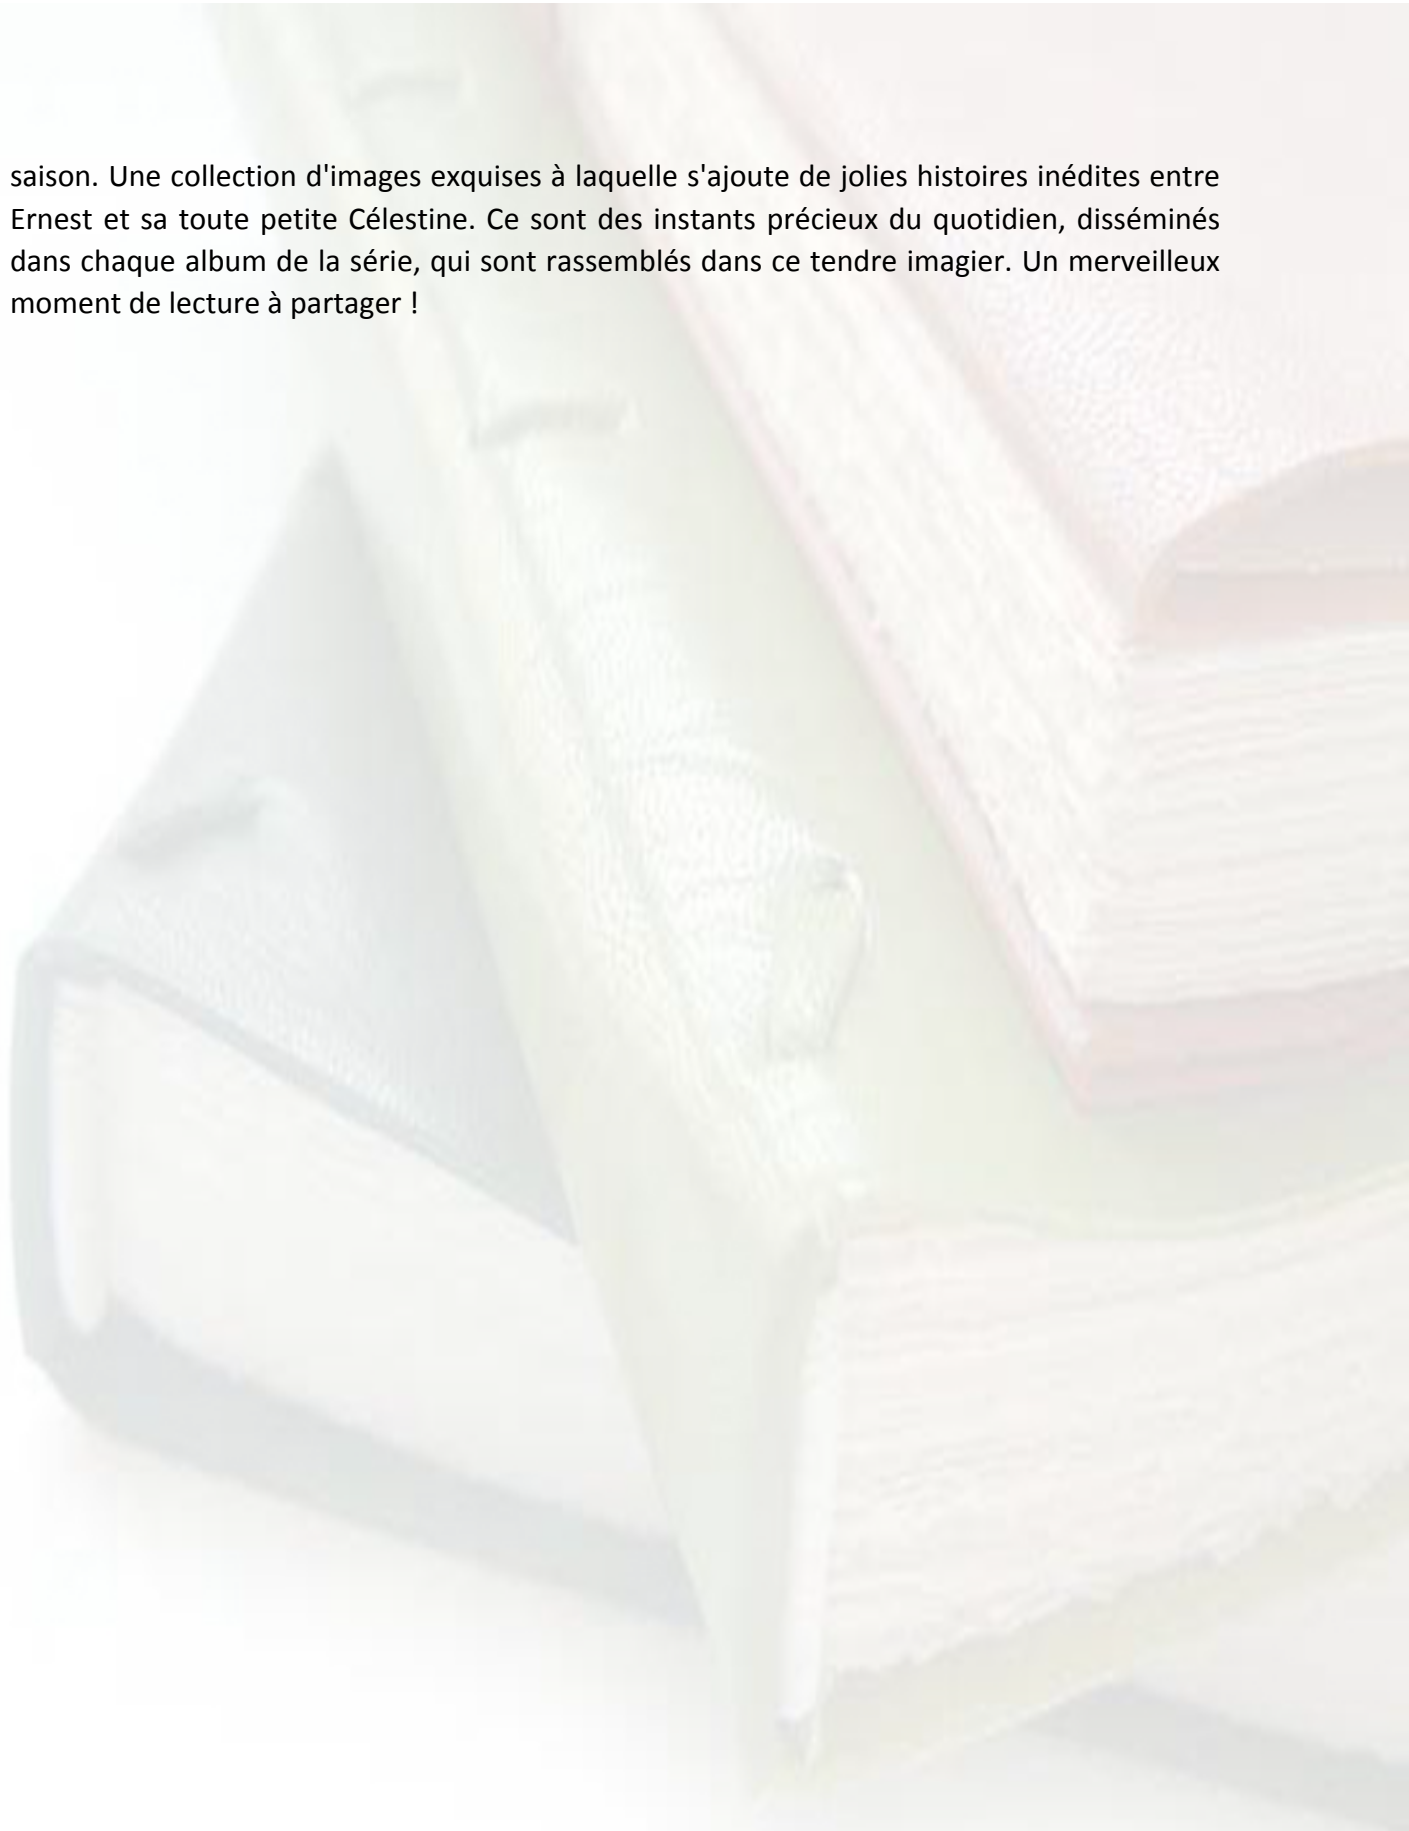 saison. Une collection d'images exquises à laquelle s'ajoute de jolies histoires inédites entre
Ernest et sa toute petite Célestine. Ce sont des instants précieux du quotidien, disséminés
dans chaque album de la série, qui sont rassemblés dans ce tendre imagier. Un merveilleux
moment de lecture à partager !